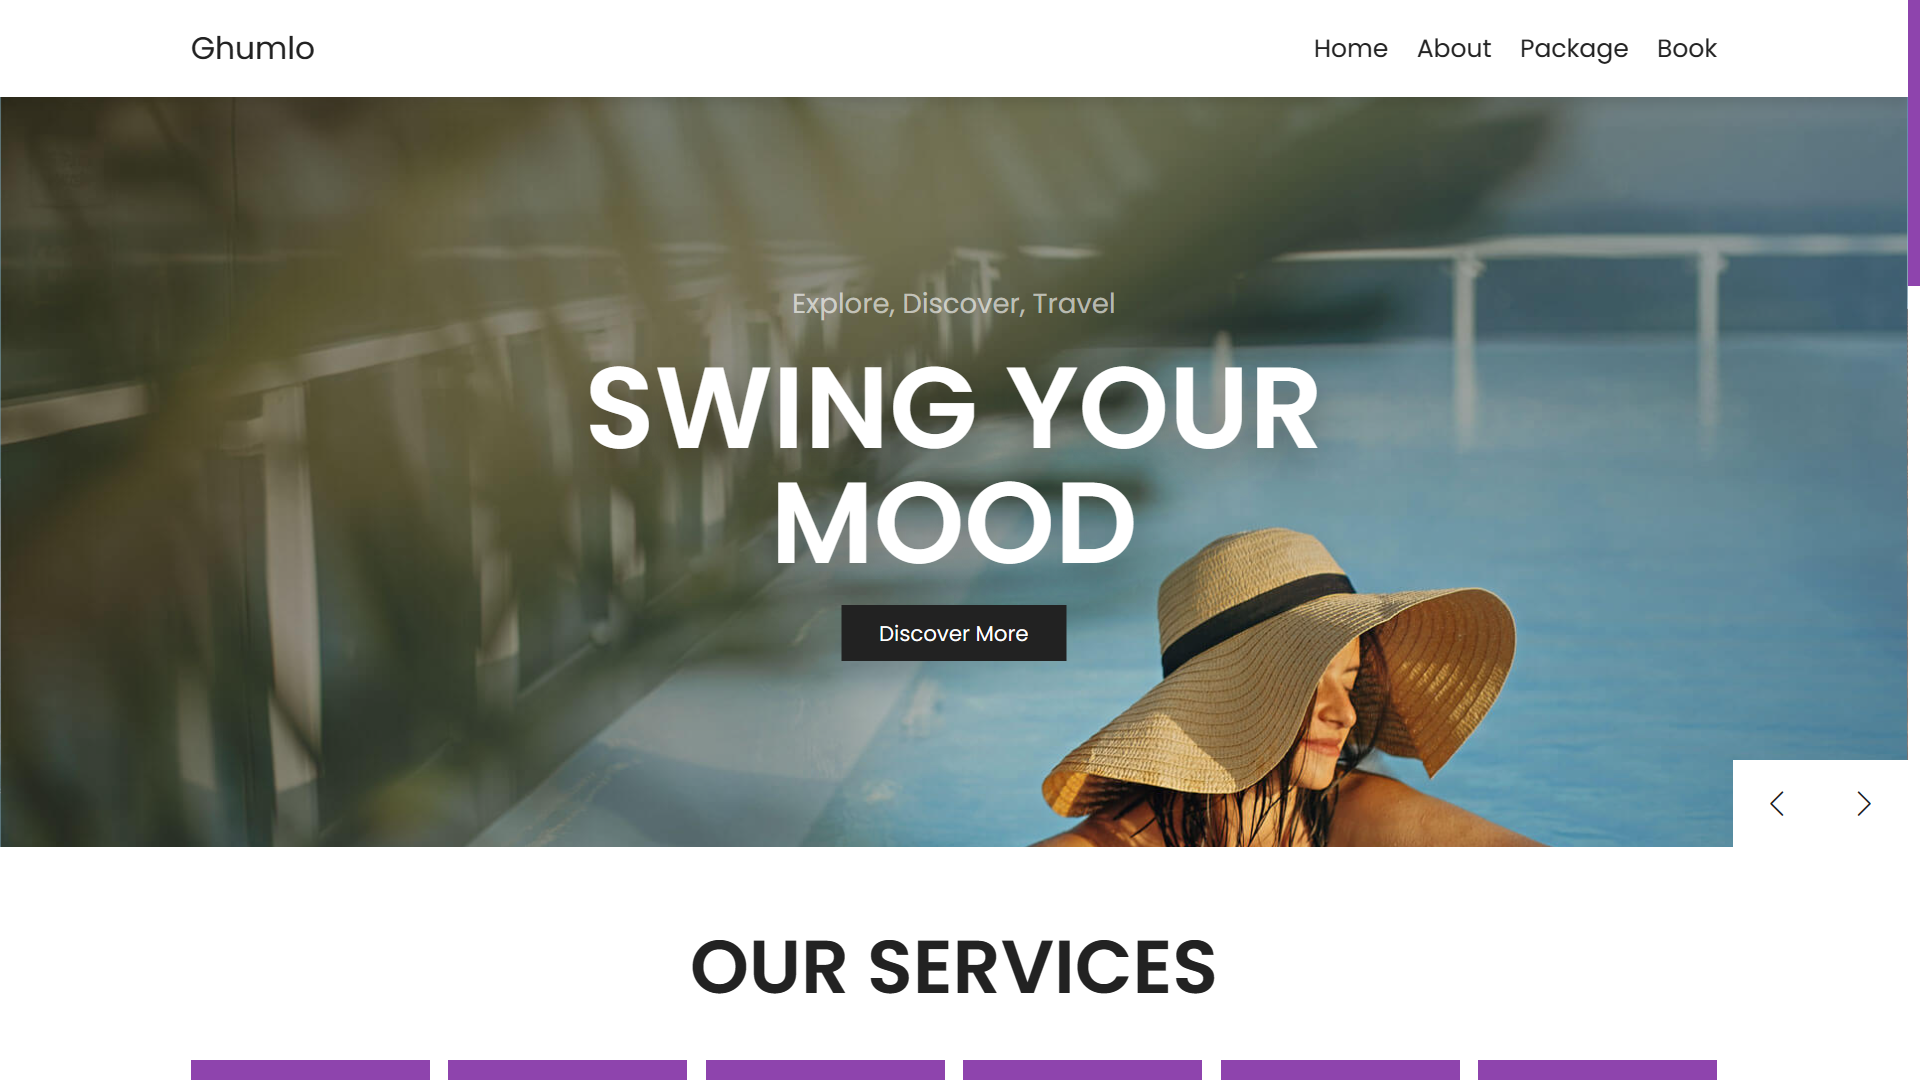 Ghumlo
Home About Package Book
Explore, Discover, Travel
SWING YOUR
MOOD
Discover More
OUR SERVICES